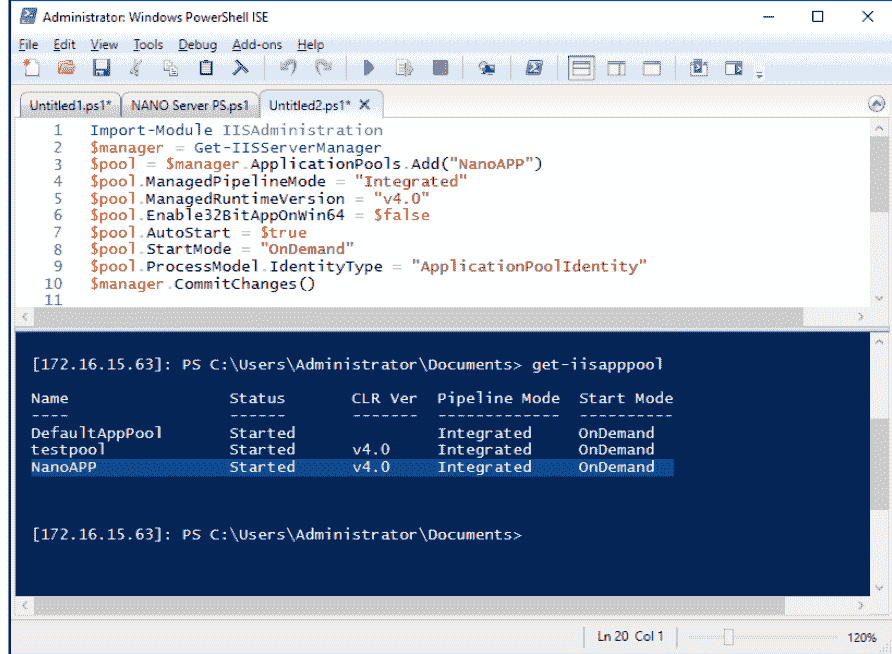 Administrator: Windows PowerShell ISE
File Edit View Tools Debug Add-ons Help
Untitled1.ps1* NANO Server PS.ps1 Untitled2.ps1* X
1 Import-Module IISAdministration
2 $manager = Get-IISServerManager
3 $pool = $manager.ApplicationPools.Add("NanoAPP")
4 $pool.ManagedPipelineMode = "Integrated"
5 $pool.ManagedRuntimeVersion = "v4.0"
6 $pool.Enable32BitAppOnWin64 = $false
7 $pool.AutoStart = $true
8 $pool.StartMode = "OnDemand"
9 $pool.ProcessModel.IdentityType = "ApplicationPoolIdentity"
10 $manager.CommitChanges()
11
[172.16.15.63]: PS C:\Users\Administrator\Documents> get-iisapppool
Name Status CLR Ver Pipeline Mode Start Mode
---- ------ ------- ------------- ----------
DefaultAppPool Started Integrated OnDemand
testpool Started v4.0 Integrated OnDemand
NanoAPP Started v4.0 Integrated OnDemand
[172.16.15.63]: PS C:\Users\Administrator\Documents>
Ln 20 Col 1 120%